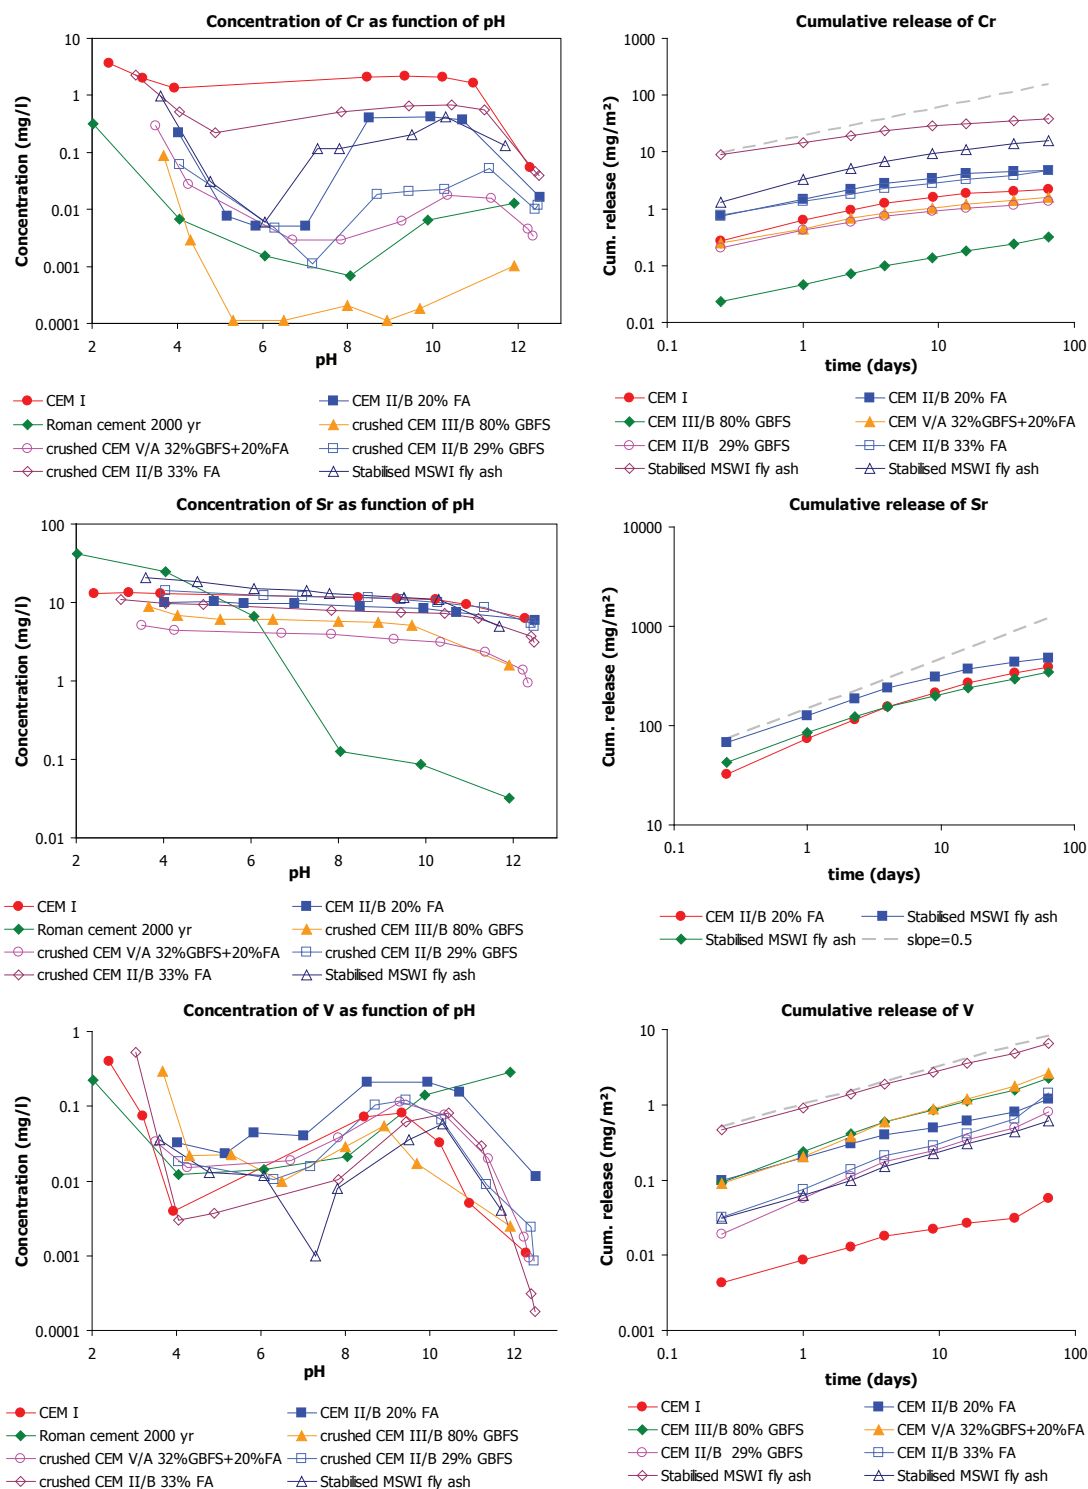 Concentration of Cr as function of pH
Concentration (mg/l)
10
1
0.1
0.01
0.001
0.0001
2 4 6 8 10 12
pH
CEM I
CEM II/B 20% FA
Roman cement 2000 yr
crushed CEM III/B 80% GBFS
crushed CEM V/A 32%GBFS+20%FA
crushed CEM II/B 29% GBFS
crushed CEM II/B 33% FA
Stabilised MSWI fly ash
Cumulative release of Cr
Cum. release (mg/m²)
1000
100
10
1
0.1
0.01
0.1 1 10 100
time (days)
CEM I
CEM II/B 20% FA
CEM III/B 80% GBFS
CEM V/A 32%GBFS+20%FA
CEM II/B 29% GBFS
CEM II/B 33% FA
Stabilised MSWI fly ash
Stabilised MSWI fly ash
Concentration of Sr as function of pH
Concentration (mg/l)
100
10
1
0.1
0.01
2 4 6 8 10 12
pH
CEM I
CEM II/B 20% FA
Roman cement 2000 yr
crushed CEM III/B 80% GBFS
crushed CEM V/A 32%GBFS+20%FA
crushed CEM II/B 29% GBFS
crushed CEM II/B 33% FA
Stabilised MSWI fly ash
Cumulative release of Sr
Cum. release (mg/m²)
10000
1000
100
10
0.1 1 10 100
time (days)
CEM II/B 20% FA
Stabilised MSWI fly ash
Stabilised MSWI fly ash
slope=0.5
Concentration of V as function of pH
Concentration (mg/l)
1
0.1
0.01
0.001
0.0001
2 4 6 8 10 12
pH
CEM I
CEM II/B 20% FA
Roman cement 2000 yr
crushed CEM III/B 80% GBFS
crushed CEM V/A 32%GBFS+20%FA
crushed CEM II/B 29% GBFS
crushed CEM II/B 33% FA
Stabilised MSWI fly ash
Cumulative release of V
Cum. release (mg/m²)
10
1
0.1
0.01
0.001
0.1 1 10 100
time (days)
CEM I
CEM II/B 20% FA
CEM III/B 80% GBFS
CEM V/A 32%GBFS+20%FA
CEM II/B 29% GBFS
CEM II/B 33% FA
Stabilised MSWI fly ash
Stabilised MSWI fly ash